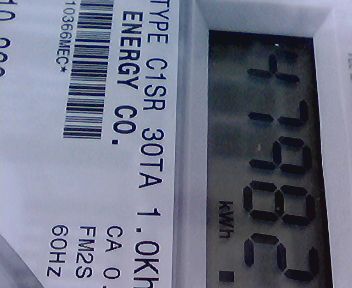 47982
kWh
TYPE C1SR 30TA 1.0Kh
ENERGY CO.
CA 0.
FM2S
60Hz
10366MEC*